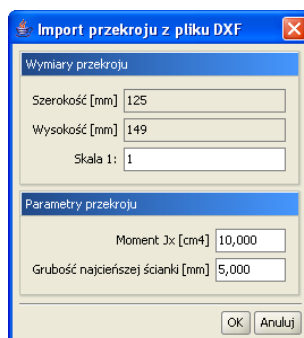 Import przekroju z pliku DXF
Wymiary przekroju
Szerokość [mm] 125
Wysokość [mm] 149
Skala 1: 1
Parametry przekroju
Moment Jx [cm4] 10,000
Grubość najcieńszej ścianki [mm] 5,000
OK Anuluj